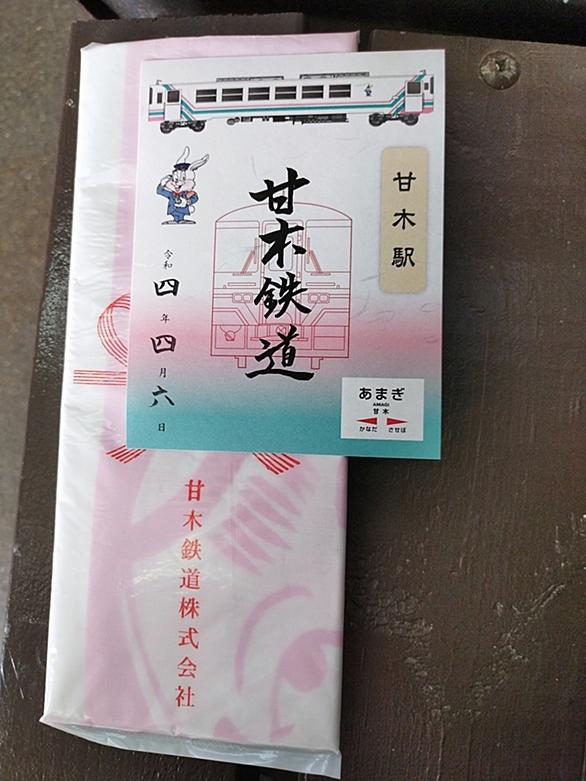 甘木駅
甘木鉄道
令和
四
年
四
月
六
日
あまぎ
AMAGI
甘木
かなだ させぼ
甘木鉄道株式会社